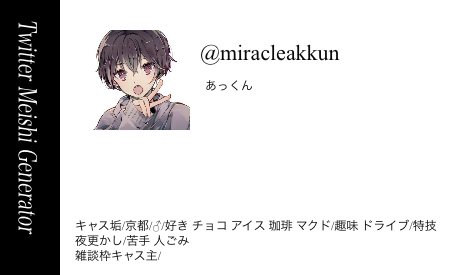 Twitter Meishi Generator
@miracleakkun
あっくん
キャス垢/京都/♂/好き チョコ アイス 珈琲 マクド/趣味 ドライブ/特技
夜更かし/苦手 人ごみ
雑談枠キャス主/